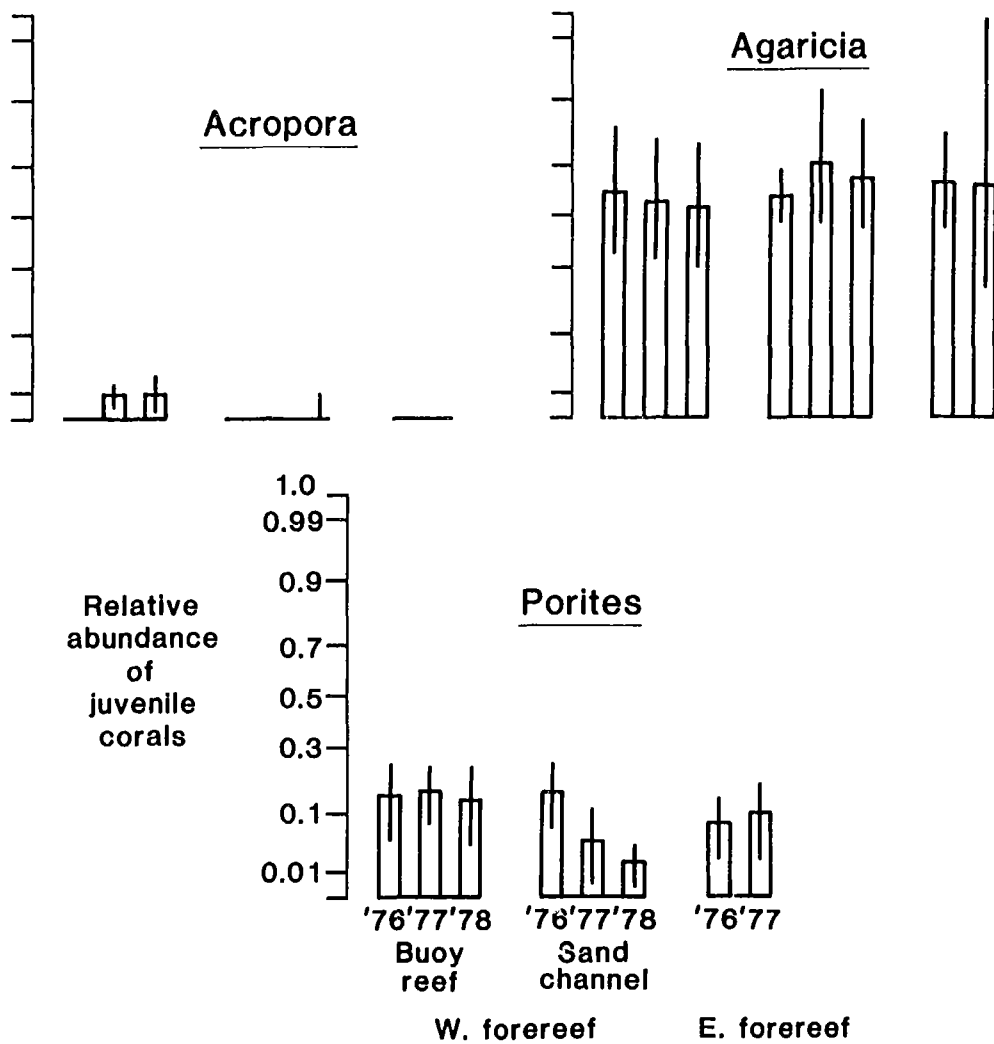 Acropora
Agaricia
Porites
Relative
abundance
of
juvenile
corals
1.0
0.99
0.9
0.7
0.5
0.3
0.1
0.01
'76'77'78
'76'77'78
'76'77
Buoy
reef
Sand
channel
W. forereef
E. forereef